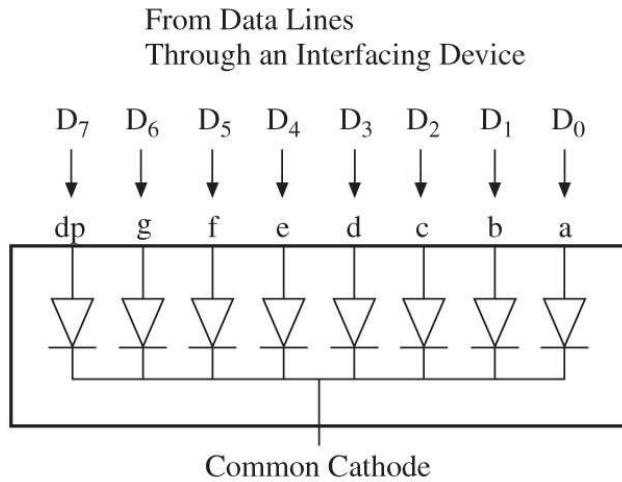 From Data Lines
Through an Interfacing Device
D₇ D₆ D₅ D₄ D₃ D₂ D₁ D₀
dp g f e d c b a
Common Cathode